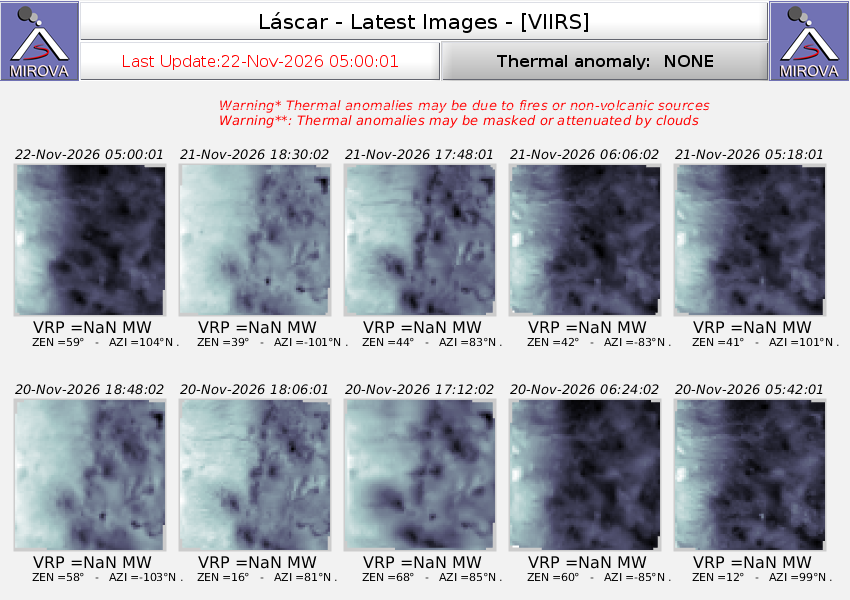 Láscar - Latest Images - [VIIRS]
MIROVA
Last Update:22-Nov-2026 05:00:01
Thermal anomaly: NONE
MIROVA
Warning* Thermal anomalies may be due to fires or non-volcanic sources
Warning**: Thermal anomalies may be masked or attenuated by clouds
22-Nov-2026 05:00:01 21-Nov-2026 18:30:02 21-Nov-2026 17:48:01 21-Nov-2026 06:06:02 21-Nov-2026 05:18:01
VRP =NaN MW VRP =NaN MW VRP =NaN MW VRP =NaN MW VRP =NaN MW
ZEN =59° - AZI =104°N . ZEN =39° - AZI =-101°N . ZEN =44° - AZI =83°N . ZEN =42° - AZI =-83°N . ZEN =41° - AZI =101°N .
20-Nov-2026 18:48:02 20-Nov-2026 18:06:01 20-Nov-2026 17:12:02 20-Nov-2026 06:24:02 20-Nov-2026 05:42:01
VRP =NaN MW VRP =NaN MW VRP =NaN MW VRP =NaN MW VRP =NaN MW
ZEN =58° - AZI =-103°N . ZEN =16° - AZI =81°N . ZEN =68° - AZI =85°N . ZEN =60° - AZI =-85°N . ZEN =12° - AZI =99°N .